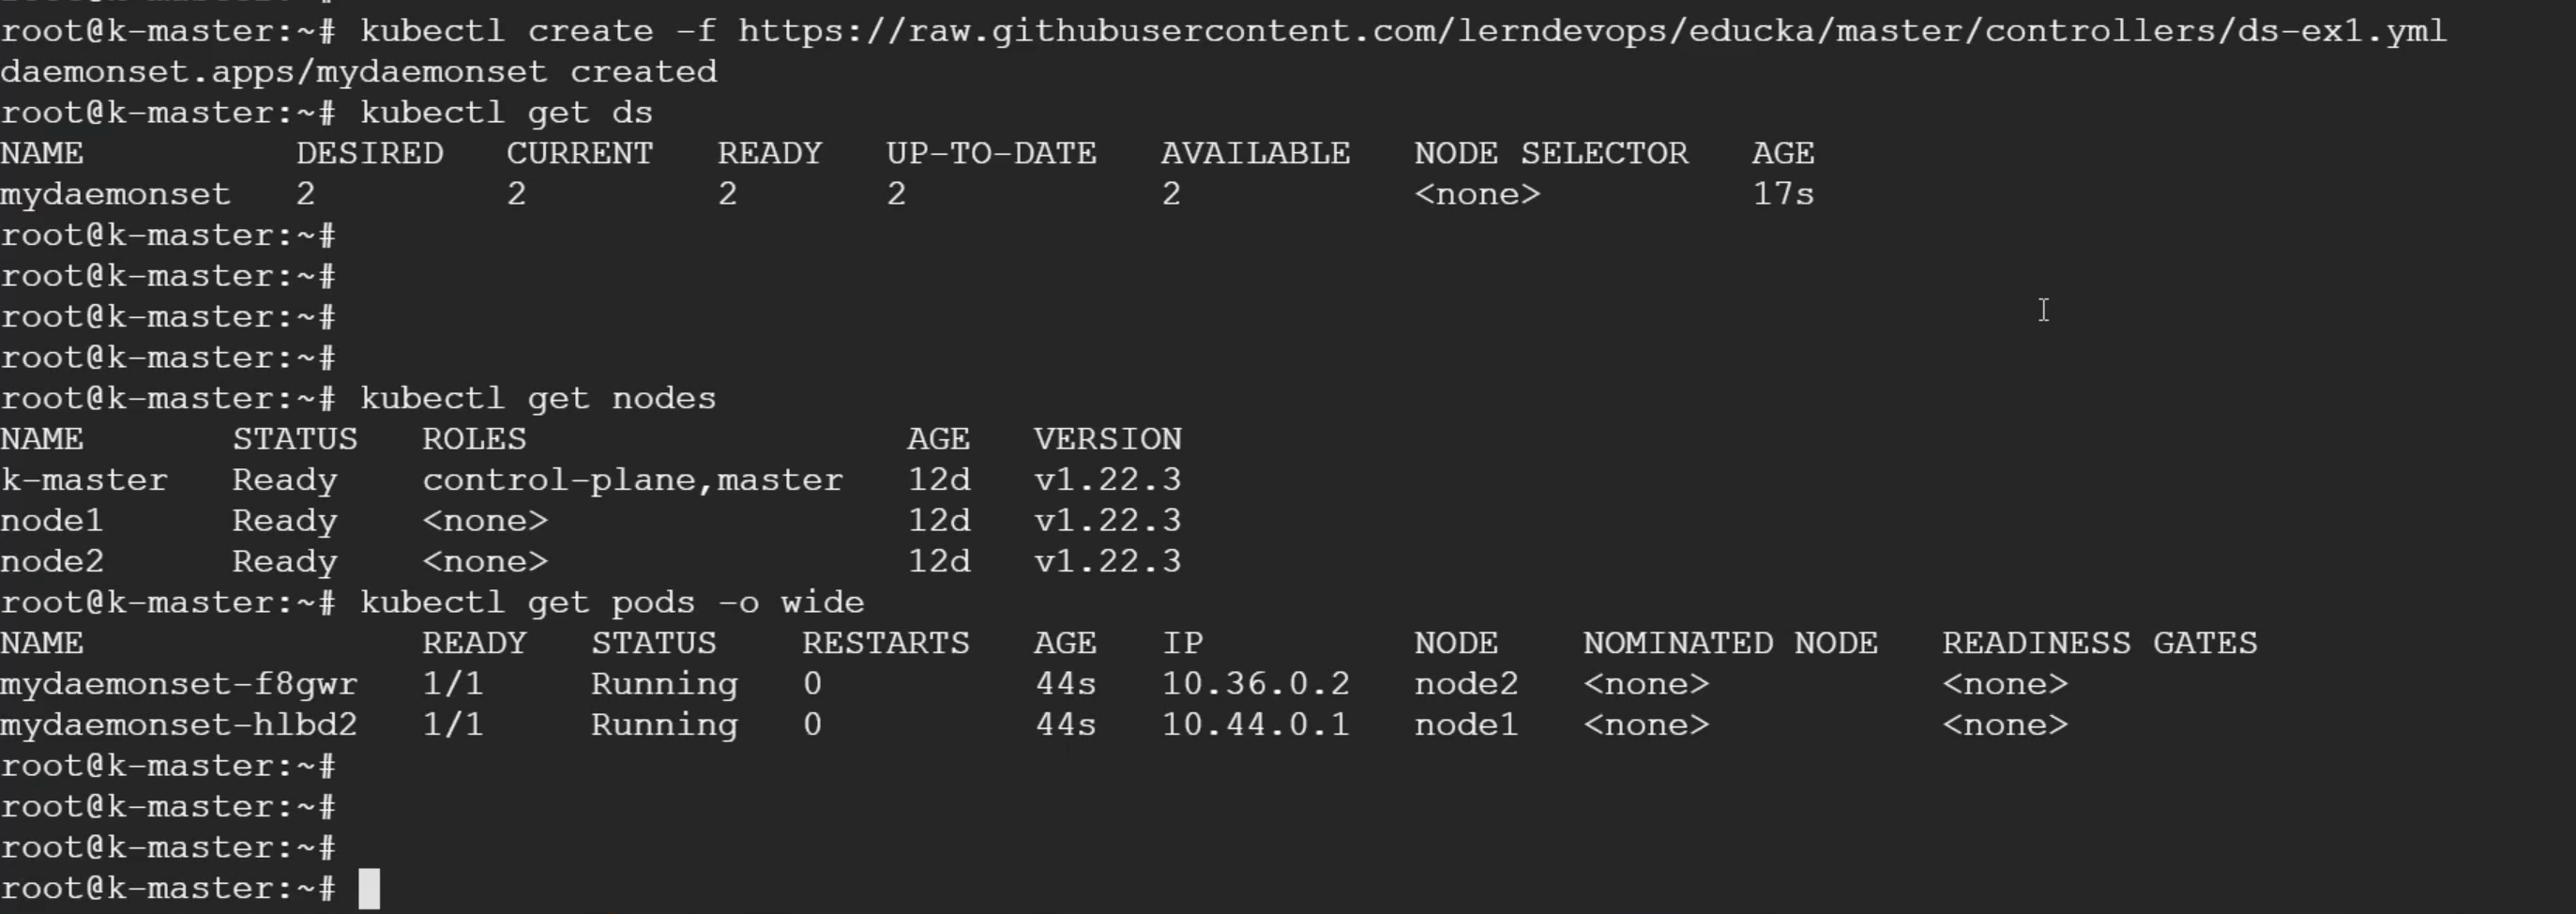 root@k-master:~# kubectl create -f https://raw.githubusercontent.com/lerndevops/educka/master/controllers/ds-ex1.yml
daemonset.apps/mydaemonset created
root@k-master:~# kubectl get ds
NAME          DESIRED   CURRENT   READY   UP-TO-DATE   AVAILABLE   NODE SELECTOR   AGE
mydaemonset   2         2         2       2            2           <none>          17s
root@k-master:~#
root@k-master:~#
root@k-master:~#
root@k-master:~#
root@k-master:~# kubectl get nodes
NAME       STATUS   ROLES                  AGE   VERSION
k-master   Ready    control-plane,master   12d   v1.22.3
node1      Ready    <none>                 12d   v1.22.3
node2      Ready    <none>                 12d   v1.22.3
root@k-master:~# kubectl get pods -o wide
NAME                READY   STATUS    RESTARTS   AGE   IP          NODE    NOMINATED NODE   READINESS GATES
mydaemonset-f8gwr   1/1     Running   0          44s   10.36.0.2   node2   <none>           <none>
mydaemonset-hlbd2   1/1     Running   0          44s   10.44.0.1   node1   <none>           <none>
root@k-master:~#
root@k-master:~#
root@k-master:~#
root@k-master:~#